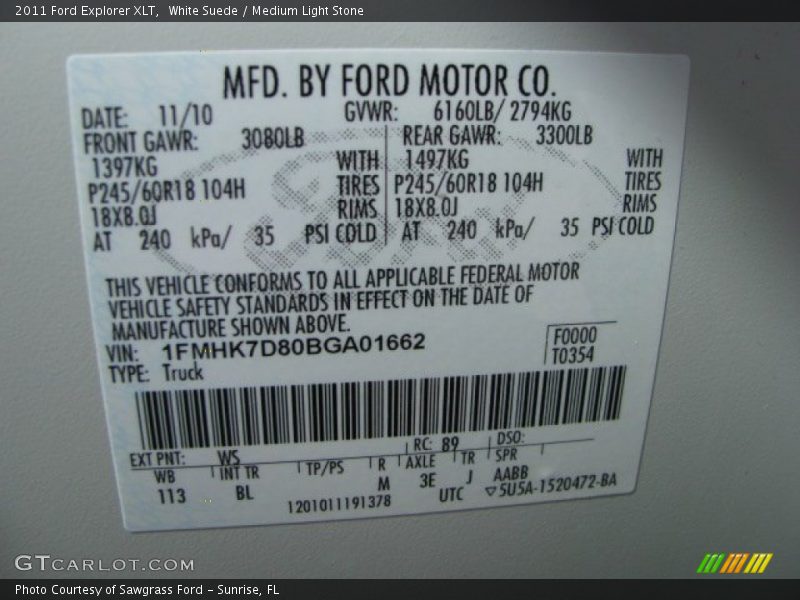 2011 Ford Explorer XLT,  White Suede / Medium Light Stone
MFD. BY FORD MOTOR CO.
DATE: 11/10 GVWR: 6160LB/ 2794KG
FRONT GAWR: 3080LB REAR GAWR: 3300LB
1397KG WITH 1497KG WITH
P245/60R18 104H TIRES P245/60R18 104H TIRES
18X8.0J RIMS 18X8.0J RIMS
AT 240 kPa/ 35 PSI COLD AT 240 kPa/ 35 PSI COLD
THIS VEHICLE CONFORMS TO ALL APPLICABLE FEDERAL MOTOR
VEHICLE SAFETY STANDARDS IN EFFECT ON THE DATE OF
MANUFACTURE SHOWN ABOVE.
VIN: 1FMHK7D80BGA01662 F0000
TYPE: Truck T0354
EXT PNT: WS RC: 89 DSO:
WB INT TR TP/PS R AXLE TR SPR
113 BL M 3E J AABB
1201011191378 UTC ▽5U5A-1520472-BA
GTCARLOT.COM
Photo Courtesy of Sawgrass Ford - Sunrise, FL